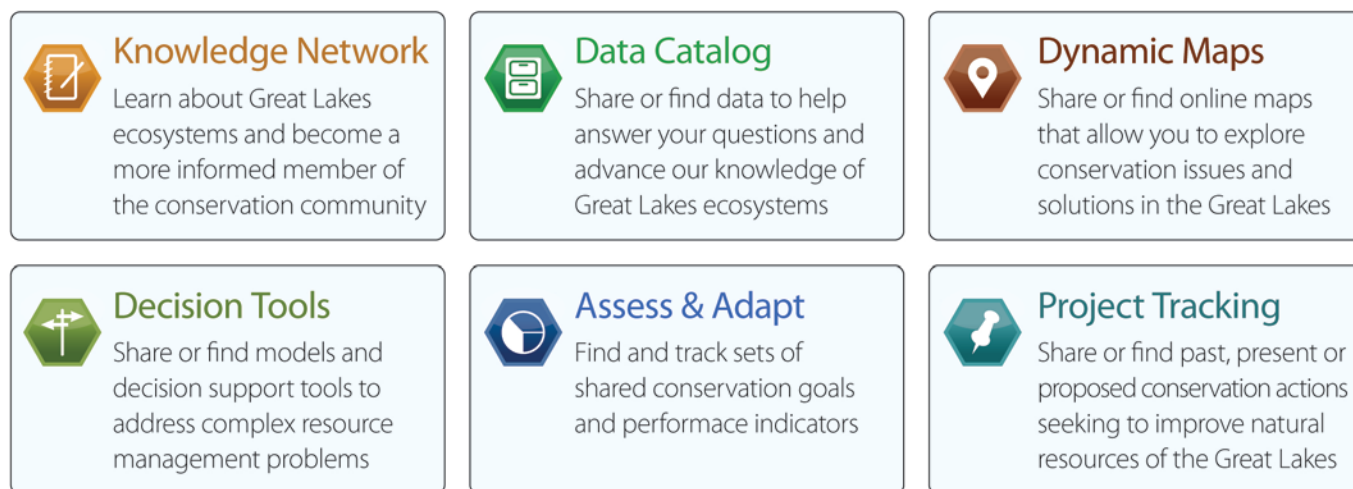 Knowledge Network
Learn about Great Lakes
ecosystems and become a
more informed member of
the conservation community
Data Catalog
Share or find data to help
answer your questions and
advance our knowledge of
Great Lakes ecosystems
Dynamic Maps
Share or find online maps
that allow you to explore
conservation issues and
solutions in the Great Lakes
Decision Tools
Share or find models and
decision support tools to
address complex resource
management problems
Assess & Adapt
Find and track sets of
shared conservation goals
and performace indicators
Project Tracking
Share or find past, present or
proposed conservation actions
seeking to improve natural
resources of the Great Lakes